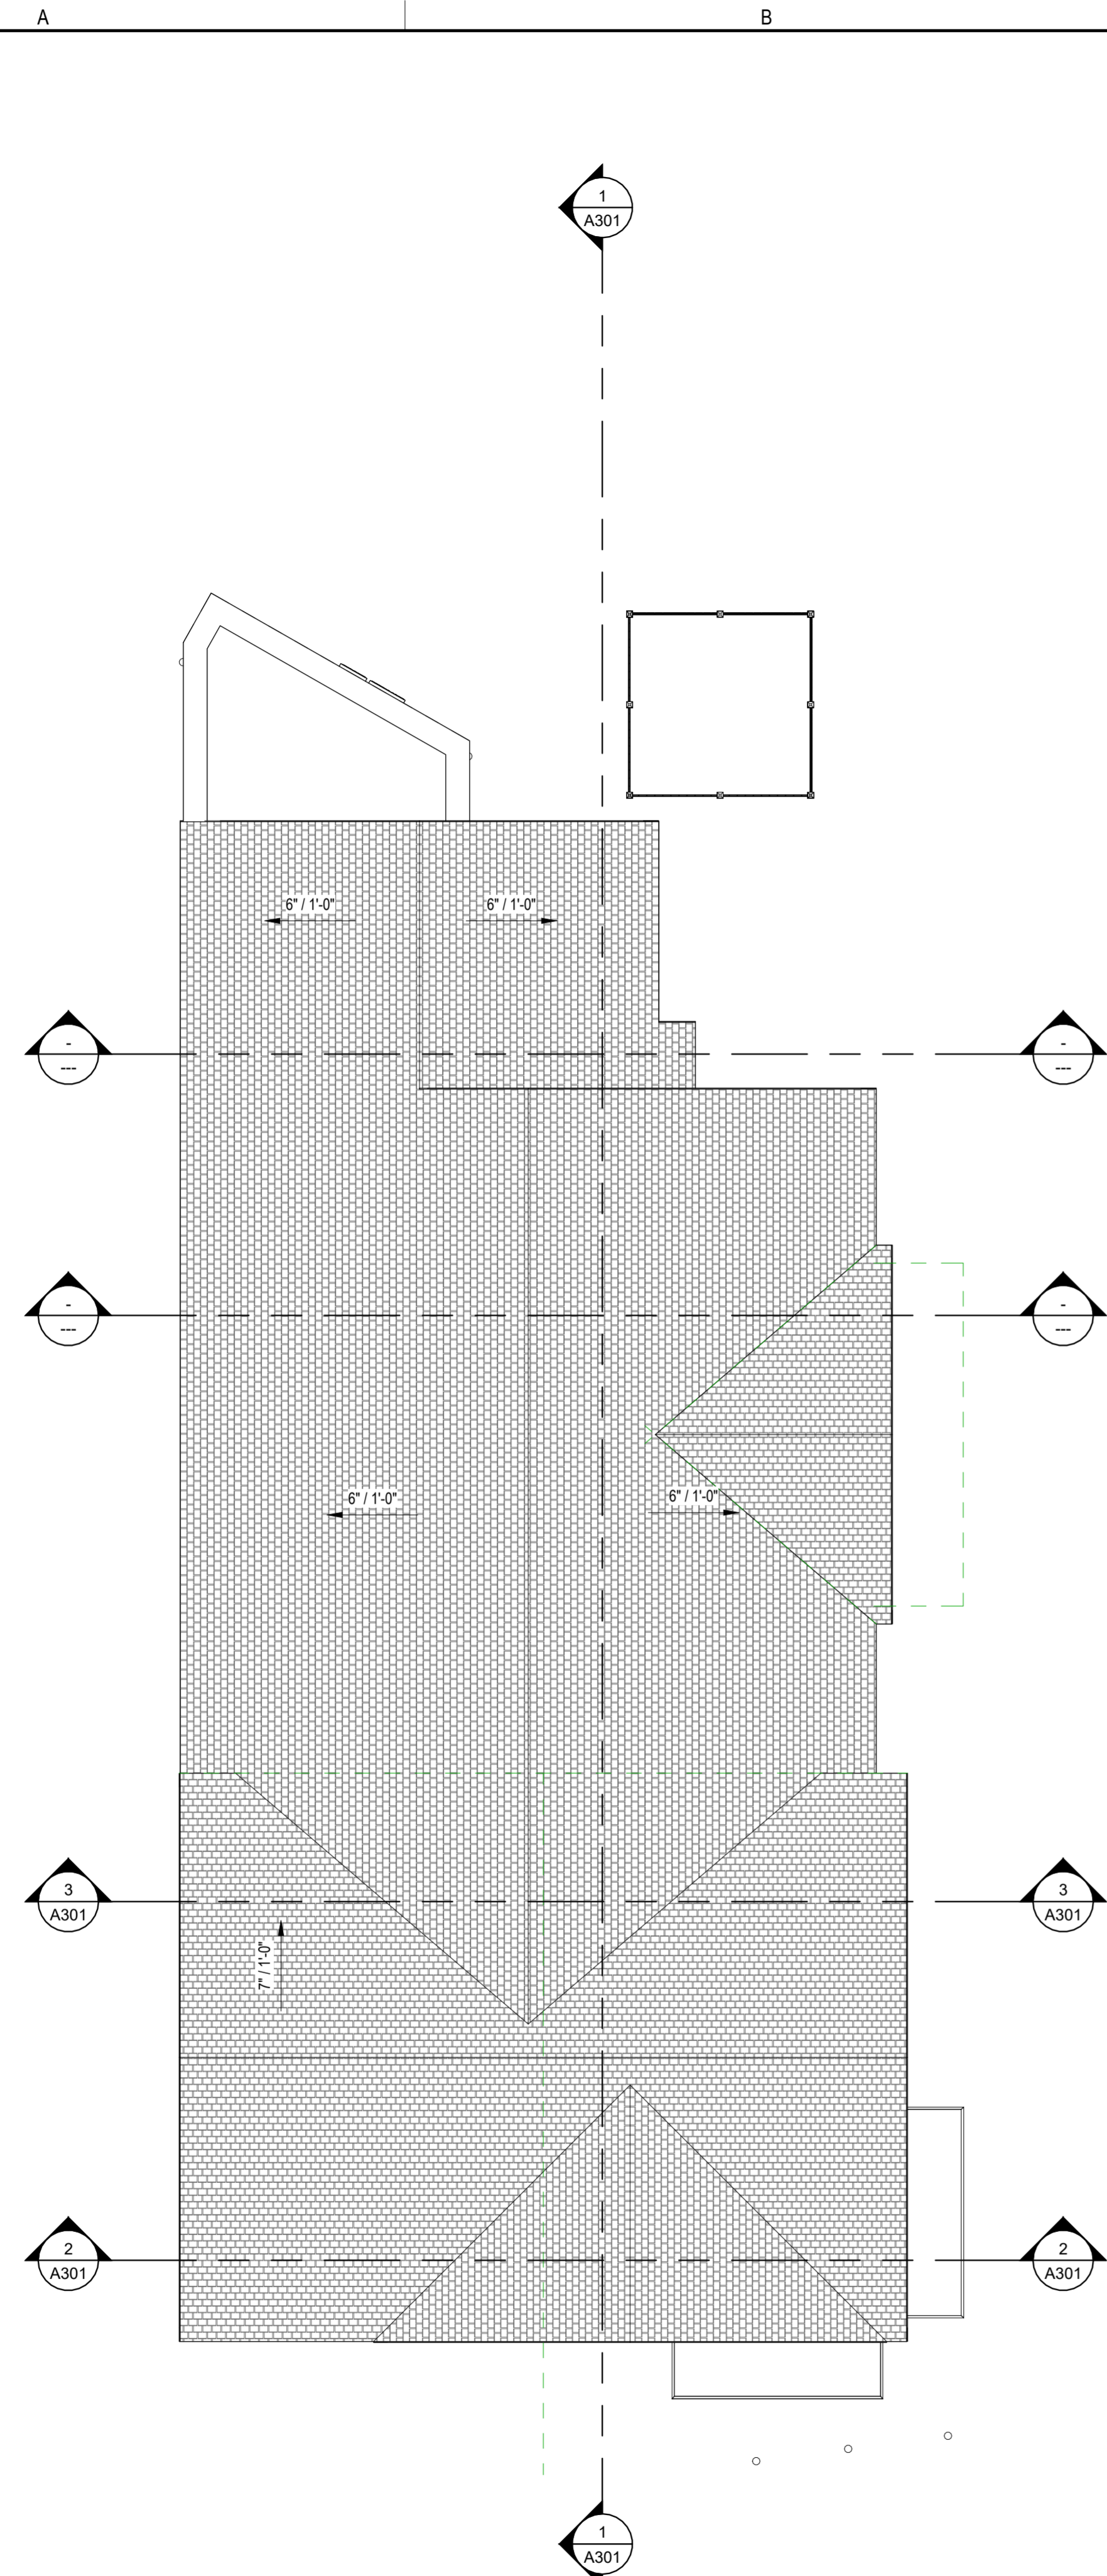 A B
1
A301
6" / 1'-0" 6" / 1'-0"
- -
--- ---
- -
--- ---
6" / 1'-0" 6" / 1'-0"
3 3
A301 A301
7" / 1'-0"
2 2
A301 A301
1
A301